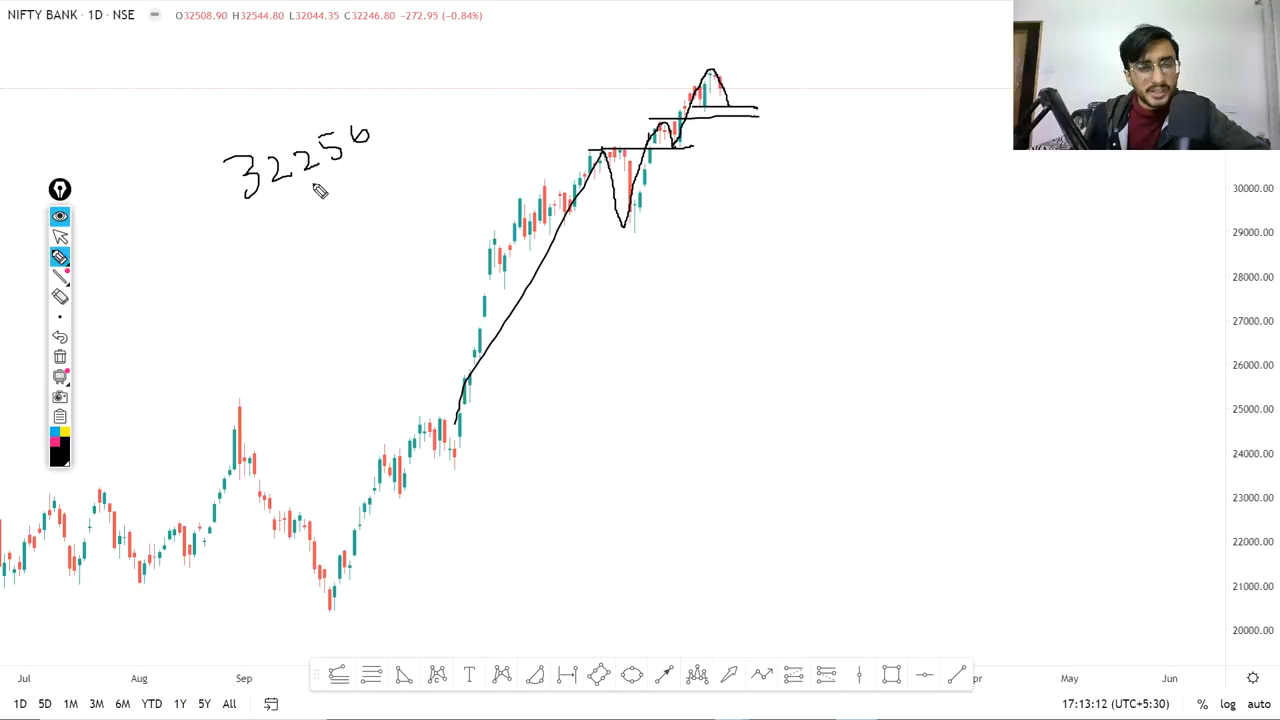 NIFTY BANK · 1D · NSE
O32508.90 H32544.80 L32044.35 C32246.80 −272.95 (−0.84%)
32256
30000.00
29000.00
28000.00
27000.00
26000.00
25000.00
24000.00
23000.00
22000.00
21000.00
20000.00
Jul Aug Sep pr May Jun
1D 5D 1M 3M 6M YTD 1Y 5Y All
17:13:12 (UTC+5:30) % log auto